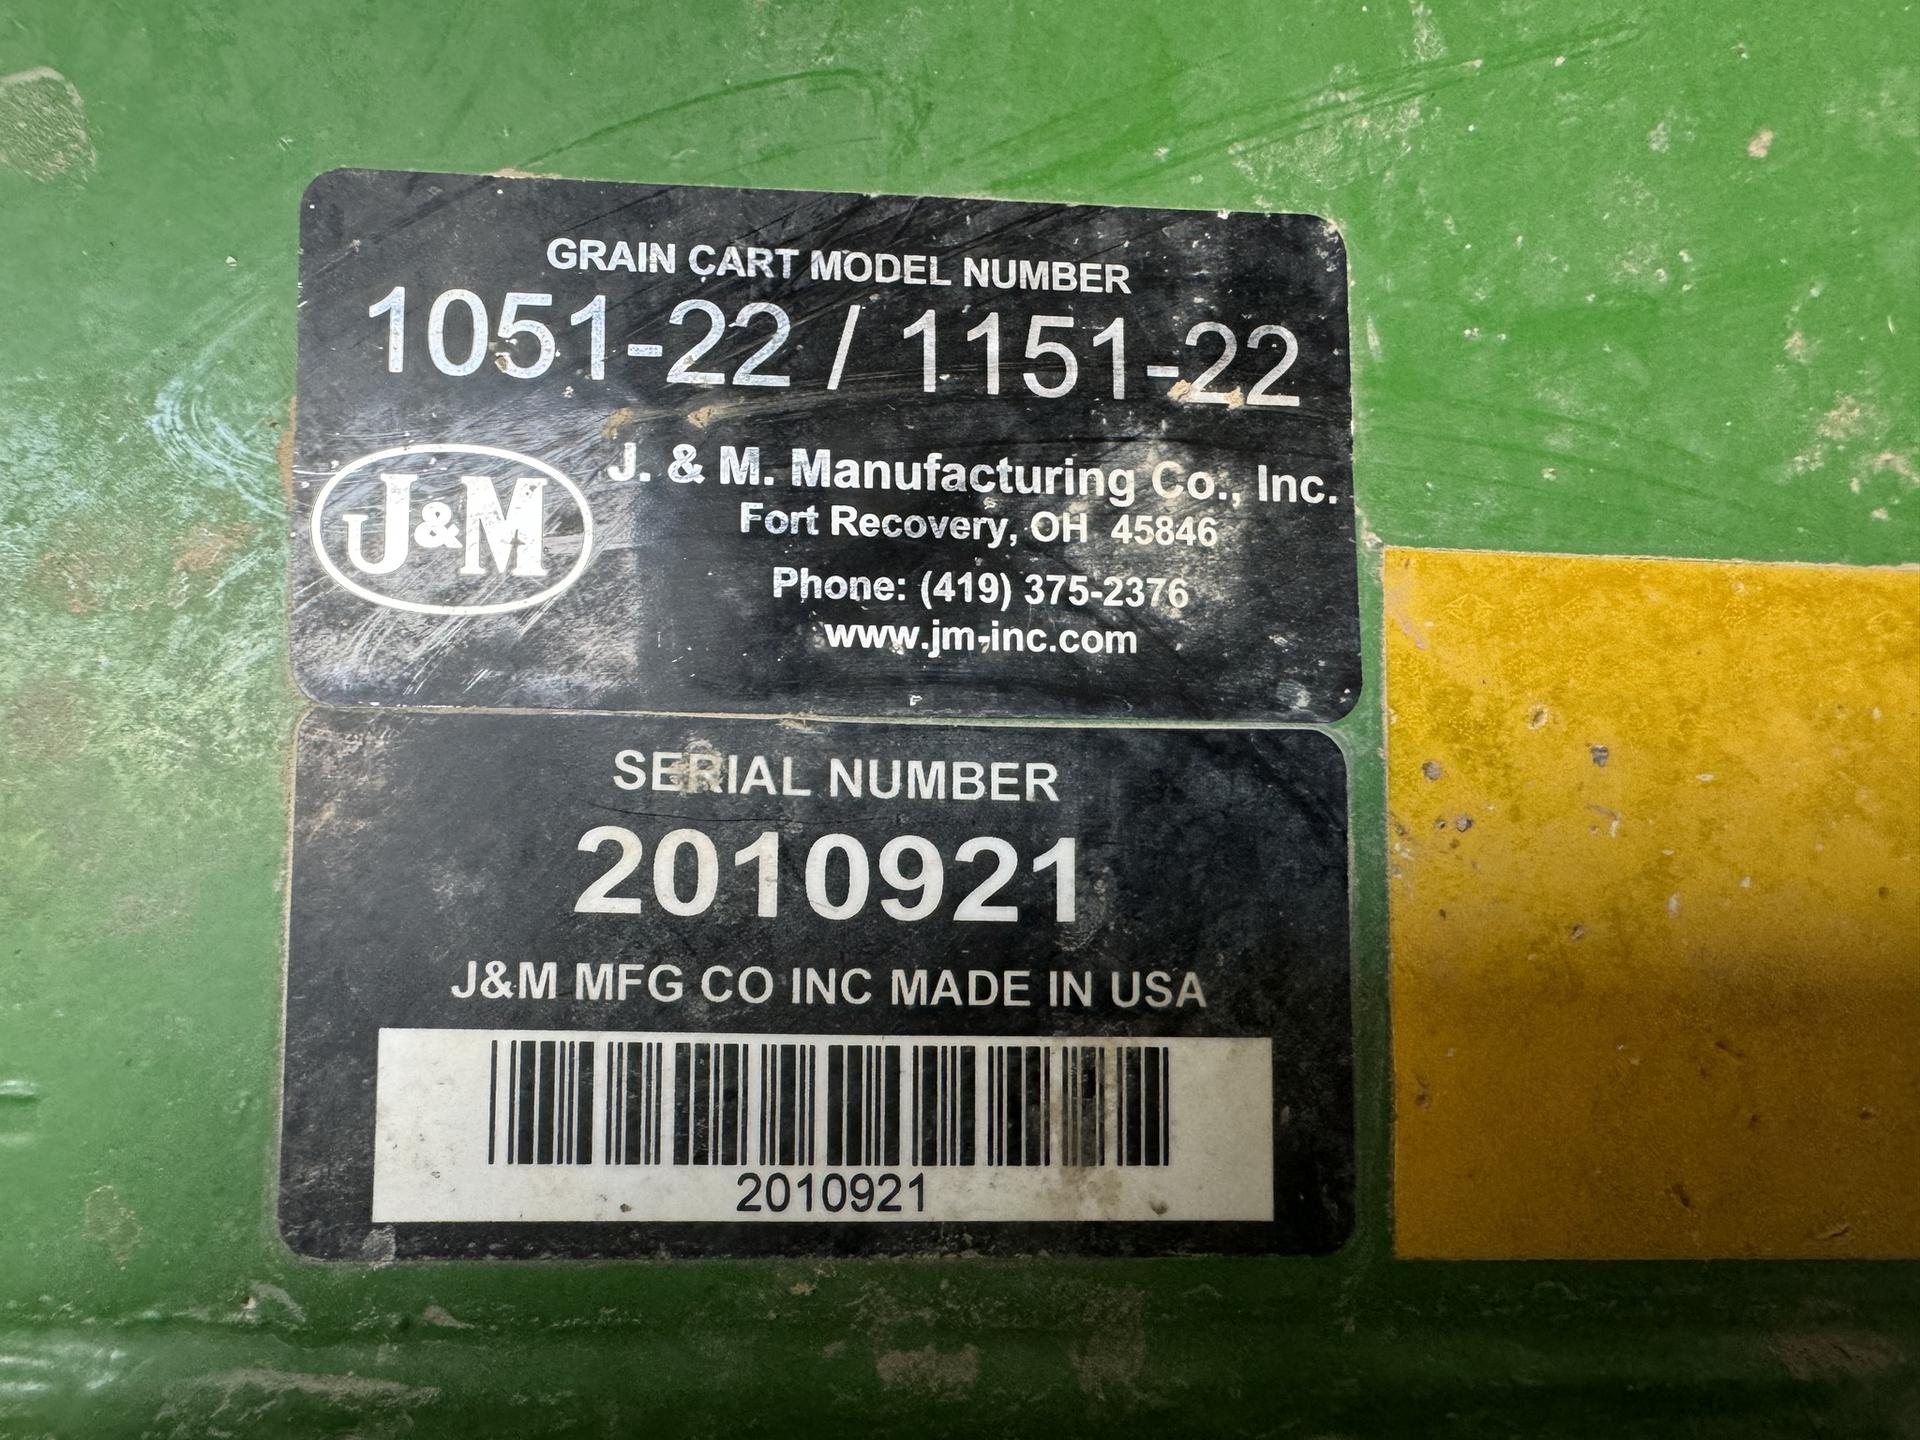 GRAIN CART MODEL NUMBER
1051-22 / 1151-22
J&M
J. & M. Manufacturing Co., Inc.
Fort Recovery, OH 45846
Phone: (419) 375-2376
www.jm-inc.com
SERIAL NUMBER
2010921
J&M MFG CO INC MADE IN USA
2010921